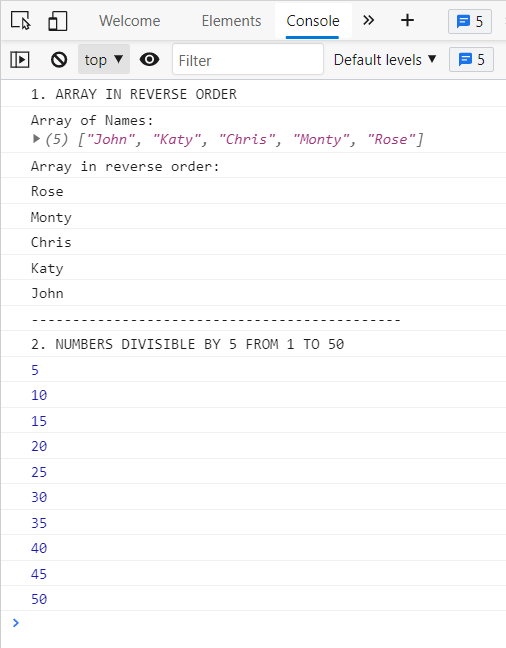 Welcome Elements Console » + 5
top ▼ Filter Default levels ▼ 5
1. ARRAY IN REVERSE ORDER
Array of Names:
▶ (5) ["John", "Katy", "Chris", "Monty", "Rose"]
Array in reverse order:
Rose
Monty
Chris
Katy
John
---------------------------------------------
2. NUMBERS DIVISIBLE BY 5 FROM 1 TO 50
5
10
15
20
25
30
35
40
45
50
>